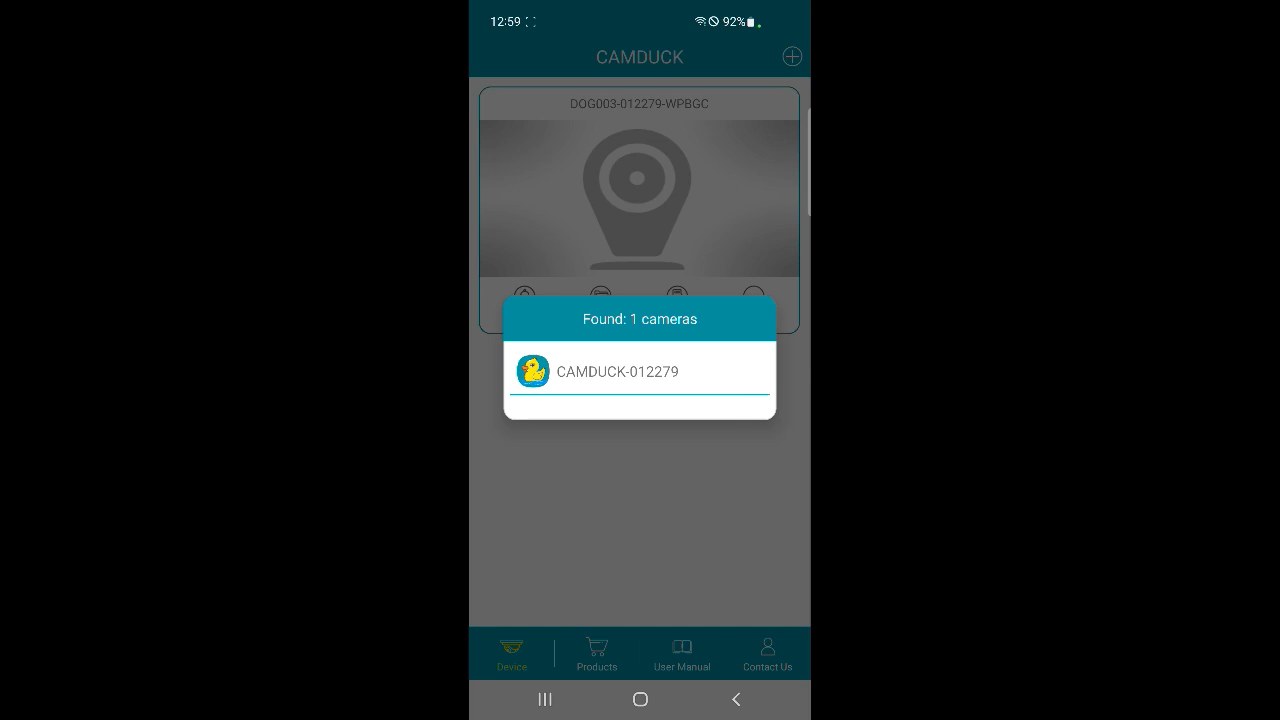 12:59
92%
CAMDUCK
DOG003-012279-WPBGC
Found: 1 cameras
CAMDUCK-012279
Device
Products
User Manual
Contact Us